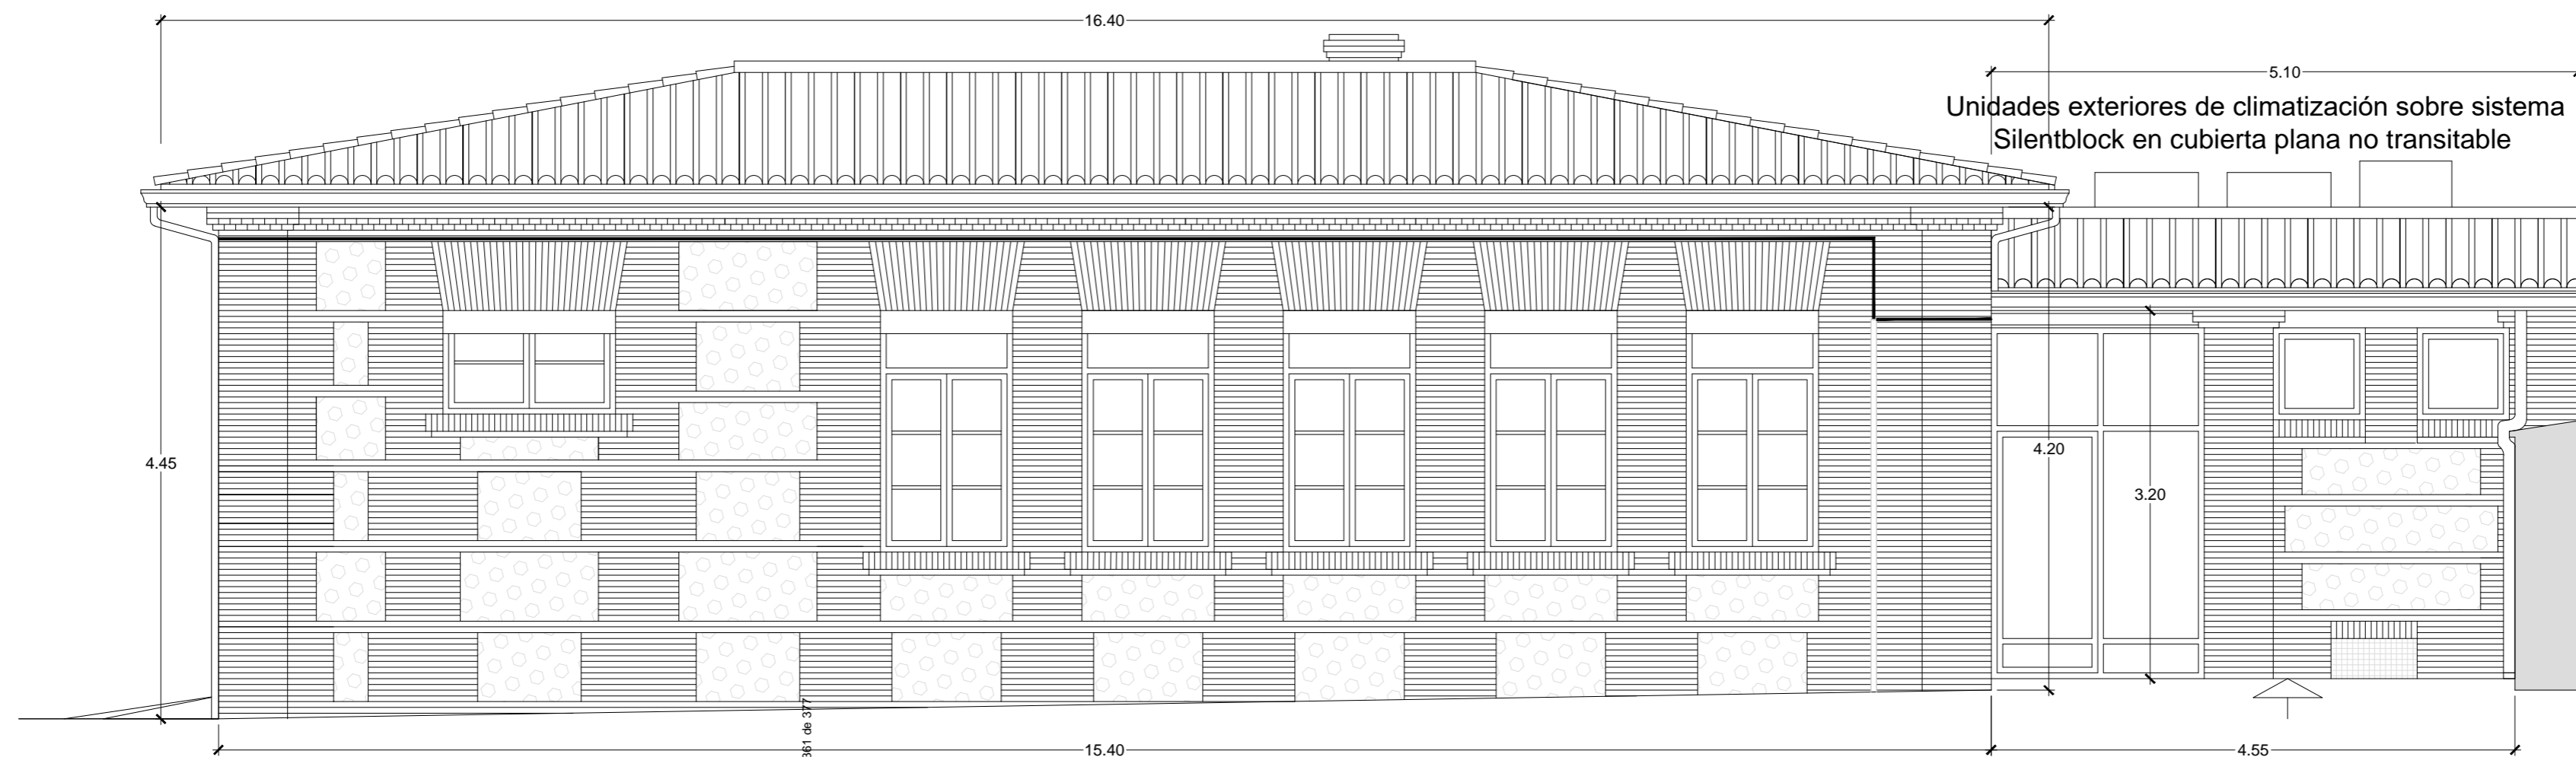 16.40
5.10
Unidades exteriores de climatización sobre sistema
Silentblock en cubierta plana no transitable
4.45
4.20
3.20
361 de 377
15.40
4.55